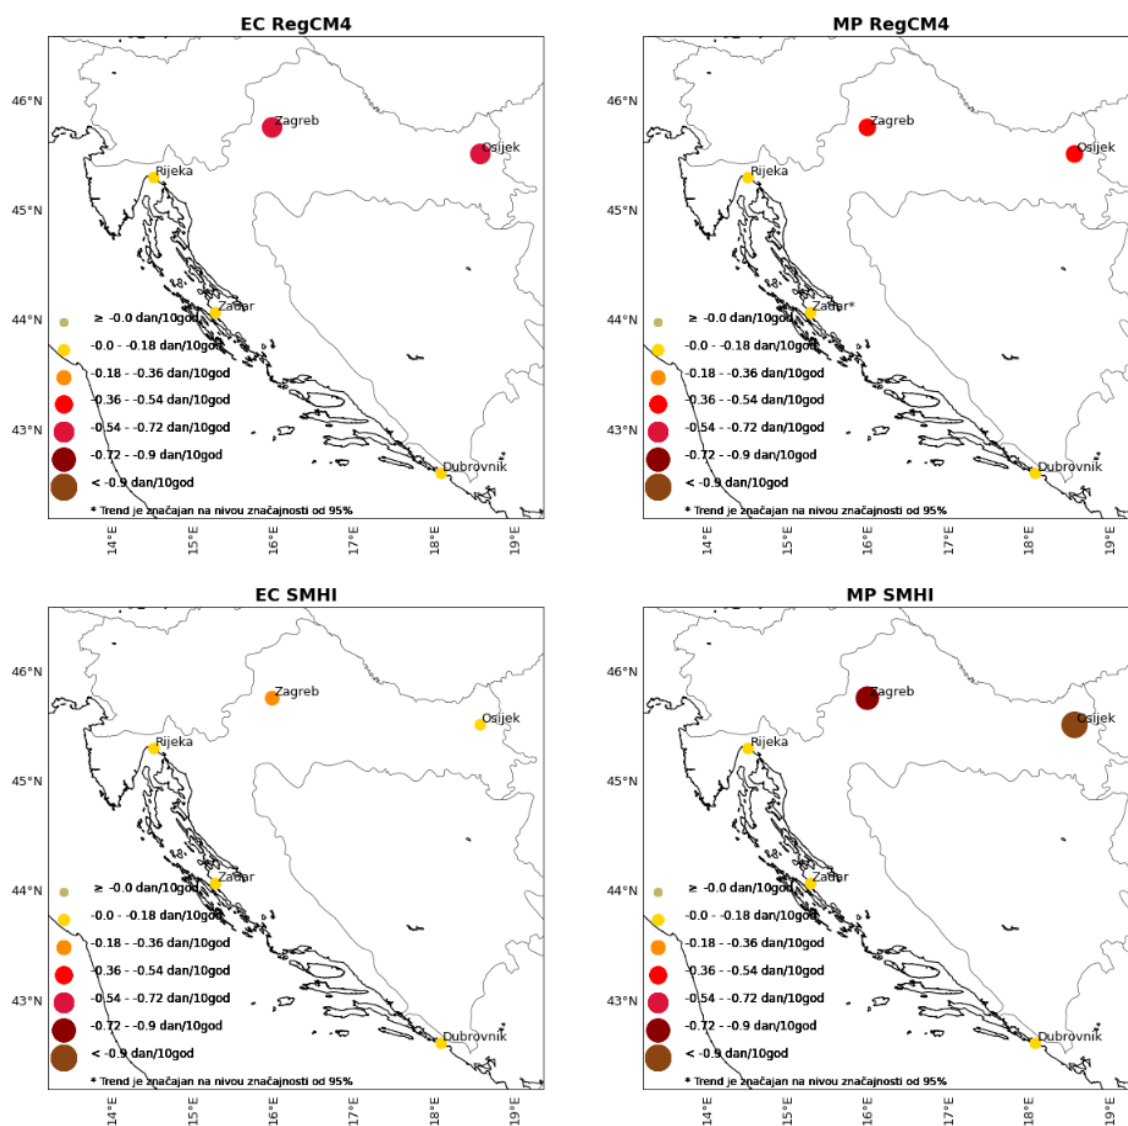 EC RegCM4
MP RegCM4
46°N
45°N
44°N
43°N
Zagreb
Osijek
Rijeka
Zadar
Dubrovnik
≥ -0.0 dan/10god
-0.0 - -0.18 dan/10god
-0.18 - -0.36 dan/10god
-0.36 - -0.54 dan/10god
-0.54 - -0.72 dan/10god
-0.72 - -0.9 dan/10god
< -0.9 dan/10god
* Trend je značajan na nivou značajnosti od 95%
14°E
15°E
16°E
17°E
18°E
19°E
46°N
45°N
44°N
43°N
Zagreb
Osijek
Rijeka
Zadar*
Dubrovnik
≥ -0.0 dan/10god
-0.0 - -0.18 dan/10god
-0.18 - -0.36 dan/10god
-0.36 - -0.54 dan/10god
-0.54 - -0.72 dan/10god
-0.72 - -0.9 dan/10god
< -0.9 dan/10god
* Trend je značajan na nivou značajnosti od 95%
14°E
15°E
16°E
17°E
18°E
19°E
EC SMHI
MP SMHI
46°N
45°N
44°N
43°N
Zagreb
Osijek
Rijeka
Zadar
Dubrovnik
≥ -0.0 dan/10god
-0.0 - -0.18 dan/10god
-0.18 - -0.36 dan/10god
-0.36 - -0.54 dan/10god
-0.54 - -0.72 dan/10god
-0.72 - -0.9 dan/10god
< -0.9 dan/10god
* Trend je značajan na nivou značajnosti od 95%
14°E
15°E
16°E
17°E
18°E
19°E
46°N
45°N
44°N
43°N
Zagreb
Osijek
Rijeka
Zadar
Dubrovnik
≥ -0.0 dan/10god
-0.0 - -0.18 dan/10god
-0.18 - -0.36 dan/10god
-0.36 - -0.54 dan/10god
-0.54 - -0.72 dan/10god
-0.72 - -0.9 dan/10god
< -0.9 dan/10god
* Trend je značajan na nivou značajnosti od 95%
14°E
15°E
16°E
17°E
18°E
19°E